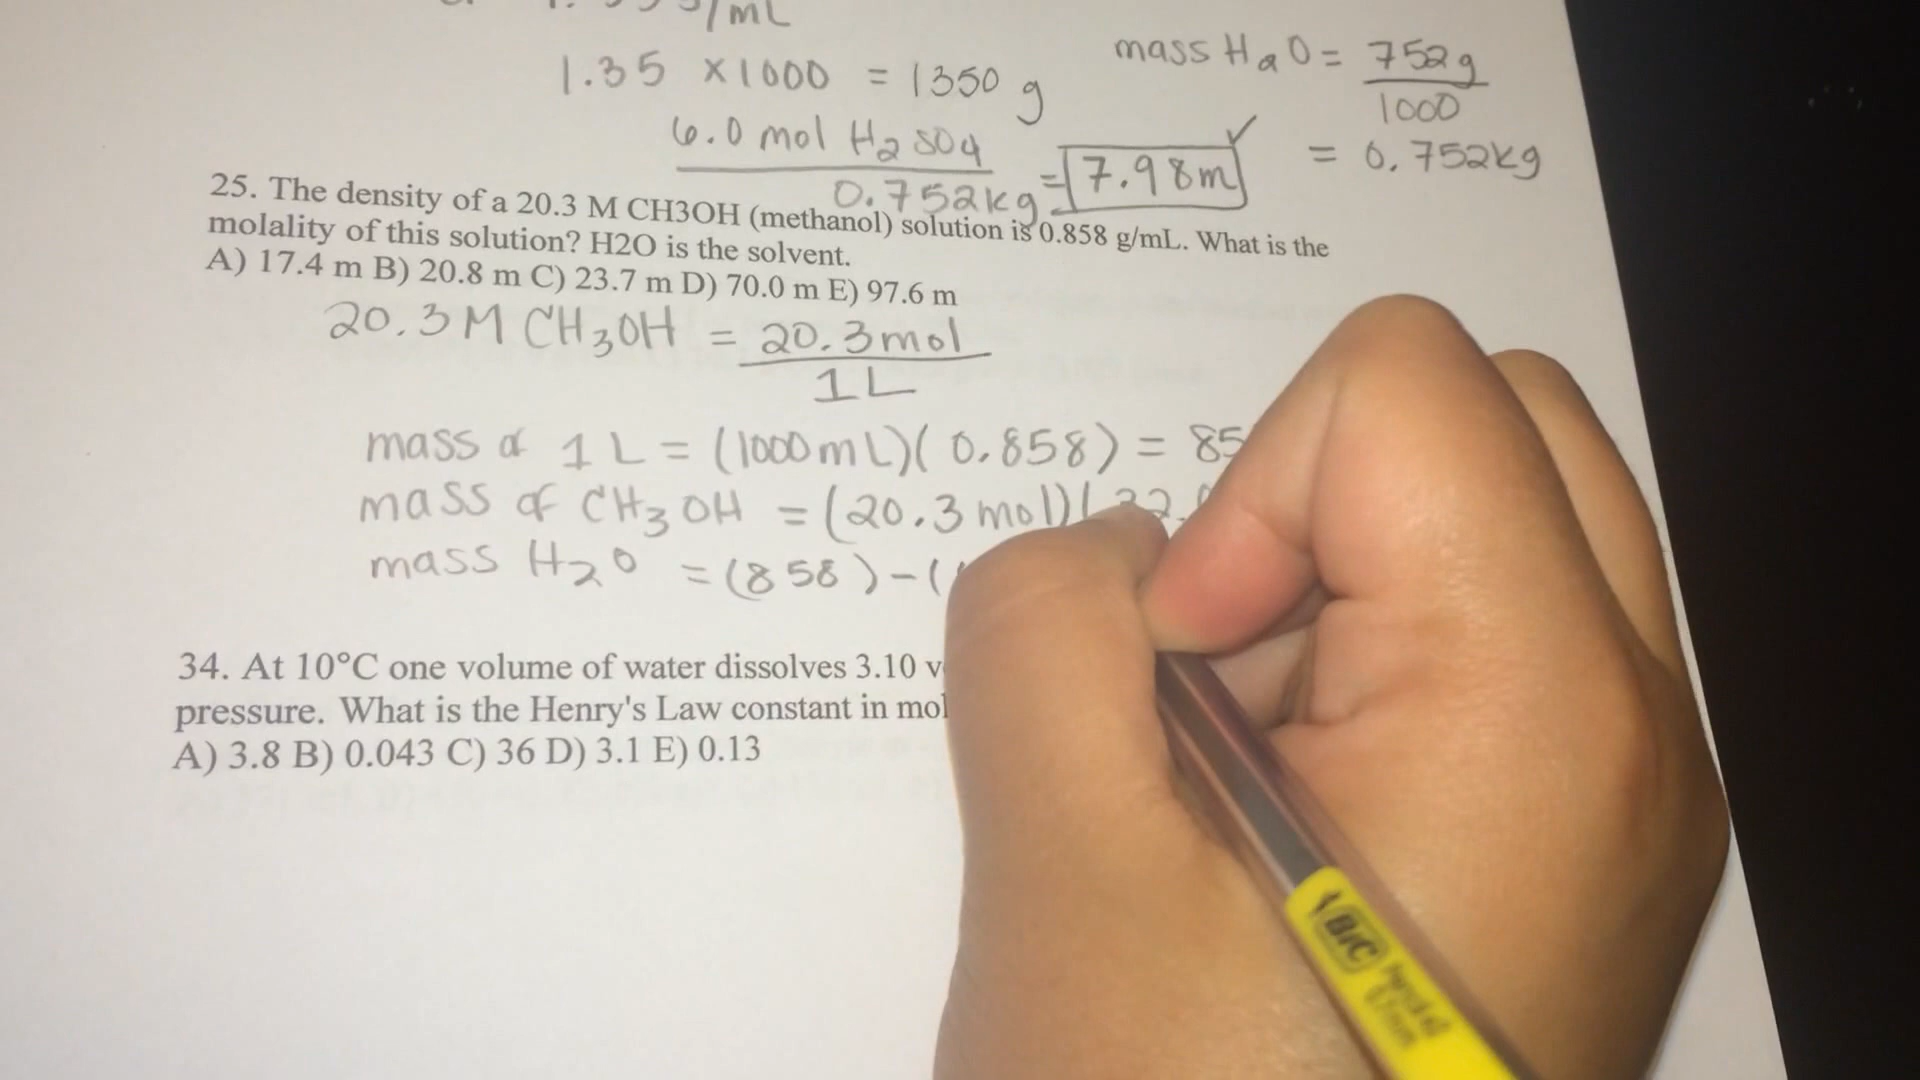 /mL
1.35 x1000 = 1350 g
mass H2O = 752g
1000
= 0.752kg
6.0 mol H2SO4
0.752kg
= 7.98m ✓
25. The density of a 20.3 M CH3OH (methanol) solution is 0.858 g/mL. What is the
molality of this solution? H2O is the solvent.
A) 17.4 m B) 20.8 m C) 23.7 m D) 70.0 m E) 97.6 m
20.3 M CH3OH = 20.3 mol
1 L
mass of 1 L = (1000mL)(0.858) = 85
mass of CH3OH = (20.3 mol)(
mass H2O = (858) - (
34. At 10°C one volume of water dissolves 3.10 v
pressure. What is the Henry's Law constant in mol
A) 3.8 B) 0.043 C) 36 D) 3.1 E) 0.13
BIC